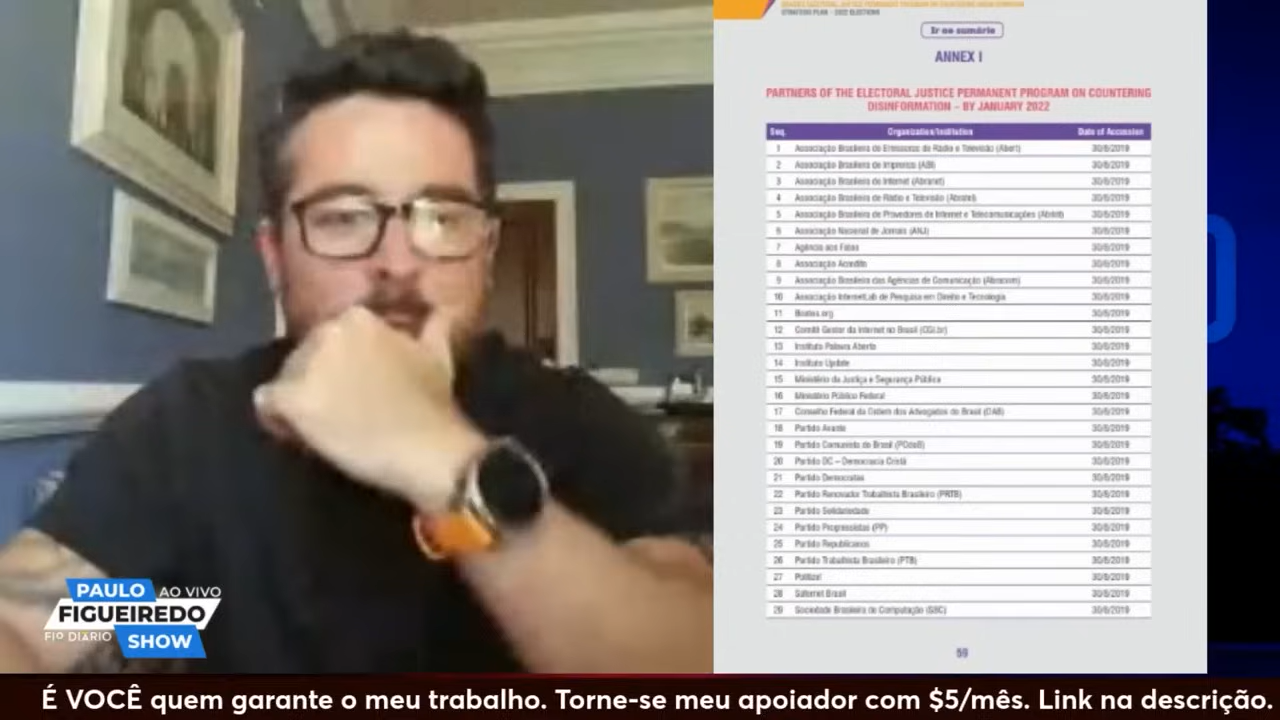 STRATEGIC PLAN - 2022 ELECTIONS
Ir ao sumário
ANNEX I
PARTNERS OF THE ELECTORAL JUSTICE PERMANENT PROGRAM ON COUNTERING
DISINFORMATION – BY JANUARY 2022
Seq. Organization/Institution Date of Accession
1 Associação Brasileira de Emissoras de Rádio e Televisão (Abert) 30/8/2019
2 Associação Brasileira de Imprensa (ABI) 30/8/2019
3 Associação Brasileira de Internet (Abranet) 30/8/2019
4 Associação Brasileira de Rádio e Televisão (Abratel) 30/8/2019
5 Associação Brasileira de Provedores de Internet e Telecomunicações (Abrint) 30/8/2019
6 Associação Nacional de Jornais (ANJ) 30/8/2019
7 Agência aos Fatos 30/8/2019
8 Associação Acredito 30/8/2019
9 Associação Brasileira das Agências de Comunicação (Abracom) 30/8/2019
10 Associação InternetLab de Pesquisa em Direito e Tecnologia 30/8/2019
11 Boatos.org 30/8/2019
12 Comitê Gestor da Internet no Brasil (CGI.br) 30/8/2019
13 Instituto Palavra Aberta 30/8/2019
14 Instituto Update 30/8/2019
15 Ministério da Justiça e Segurança Pública 30/8/2019
16 Ministério Público Federal 30/8/2019
17 Conselho Federal da Ordem dos Advogados do Brasil (OAB) 30/8/2019
18 Partido Avante 30/8/2019
19 Partido Comunista do Brasil (PCdoB) 30/8/2019
20 Partido DC – Democracia Cristã 30/8/2019
21 Partido Democratas 30/8/2019
22 Partido Renovador Trabalhista Brasileiro (PRTB) 30/8/2019
23 Partido Solidariedade 30/8/2019
24 Partido Progressistas (PP) 30/8/2019
25 Partido Republicanos 30/8/2019
26 Partido Trabalhista Brasileiro (PTB) 30/8/2019
27 Politize! 30/8/2019
28 Safernet Brasil 30/8/2019
29 Sociedade Brasileira de Computação (SBC) 30/8/2019
59
PAULO AO VIVO
FIGUEIREDO
DIÁRIO SHOW
É VOCÊ quem garante o meu trabalho. Torne-se meu apoiador com $5/mês. Link na descrição.